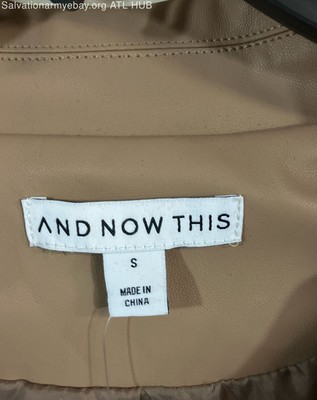 Salvationarmyebay.org ATL HUB
AND NOW THIS
S
MADE IN
CHINA